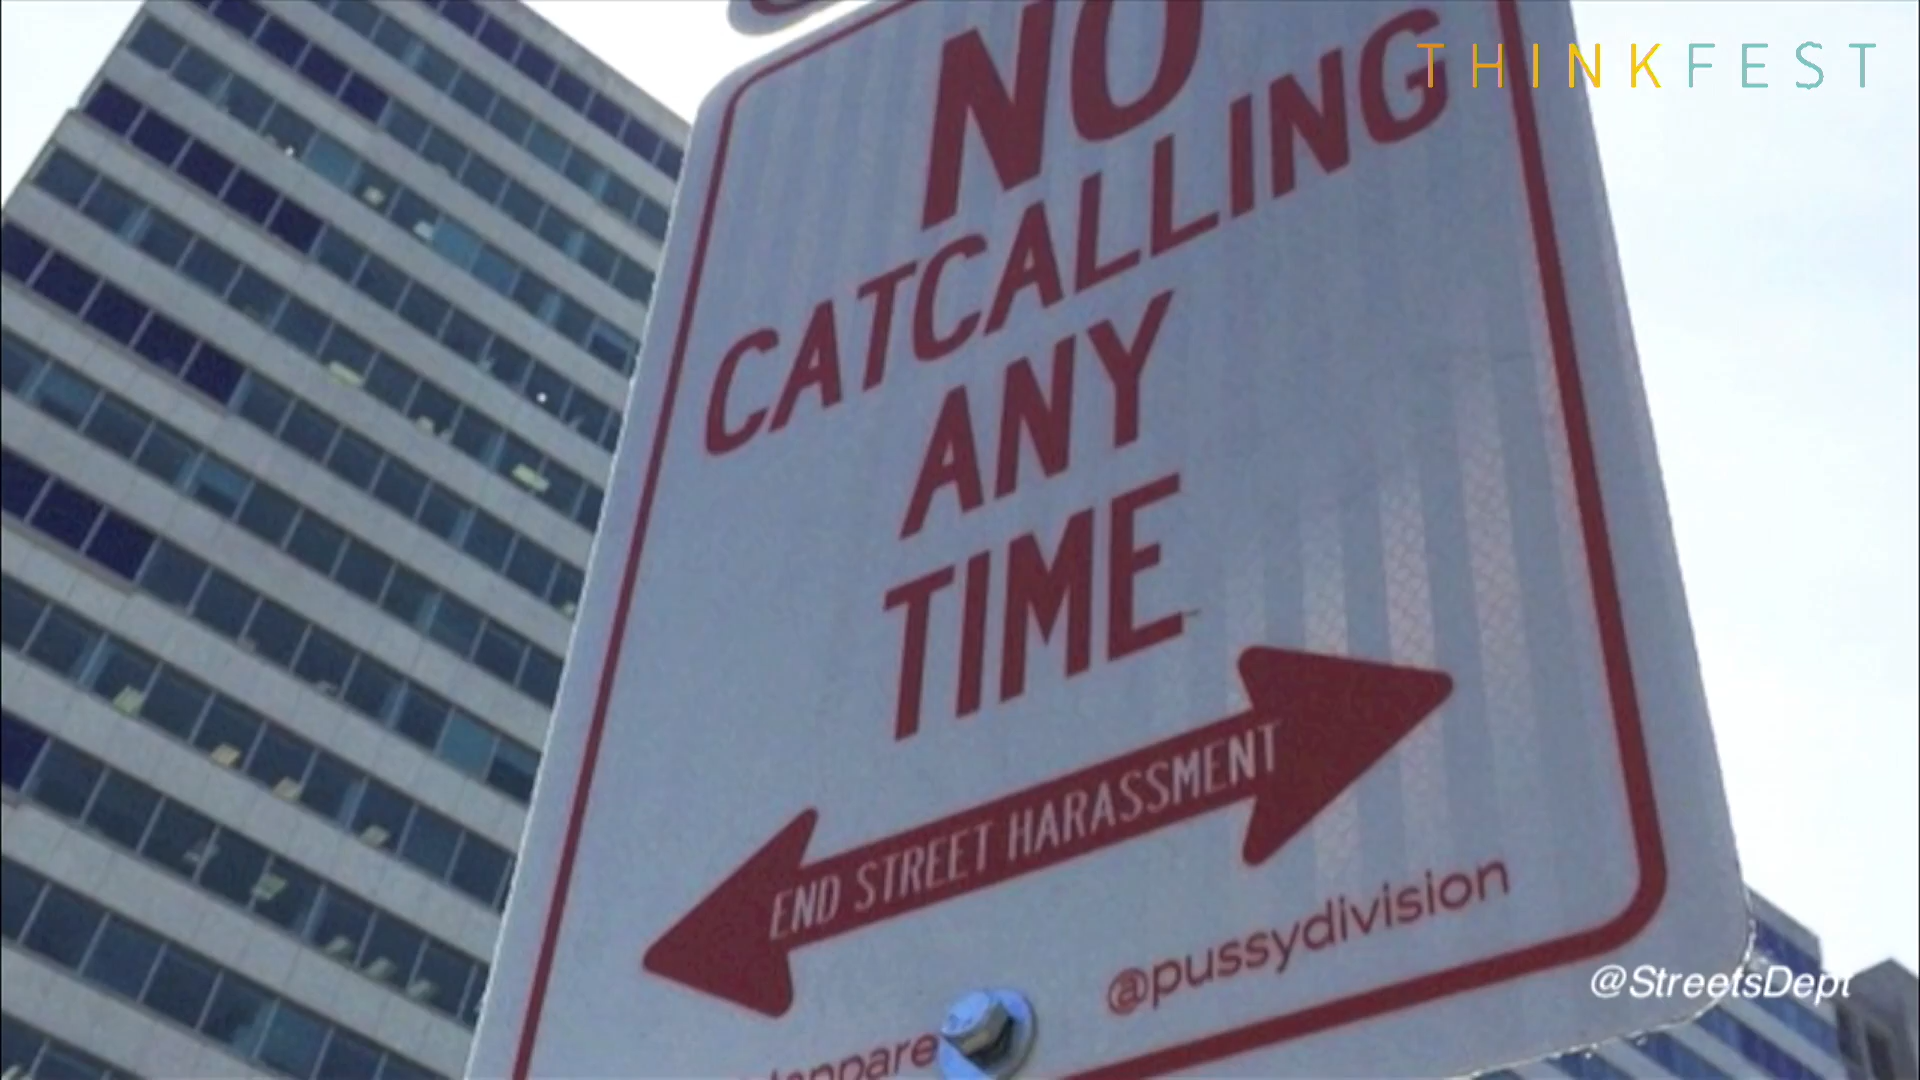 THINKFEST
NO
CATCALLING
ANY
TIME
END STREET HARASSMENT
@pussydivision
@StreetsDept